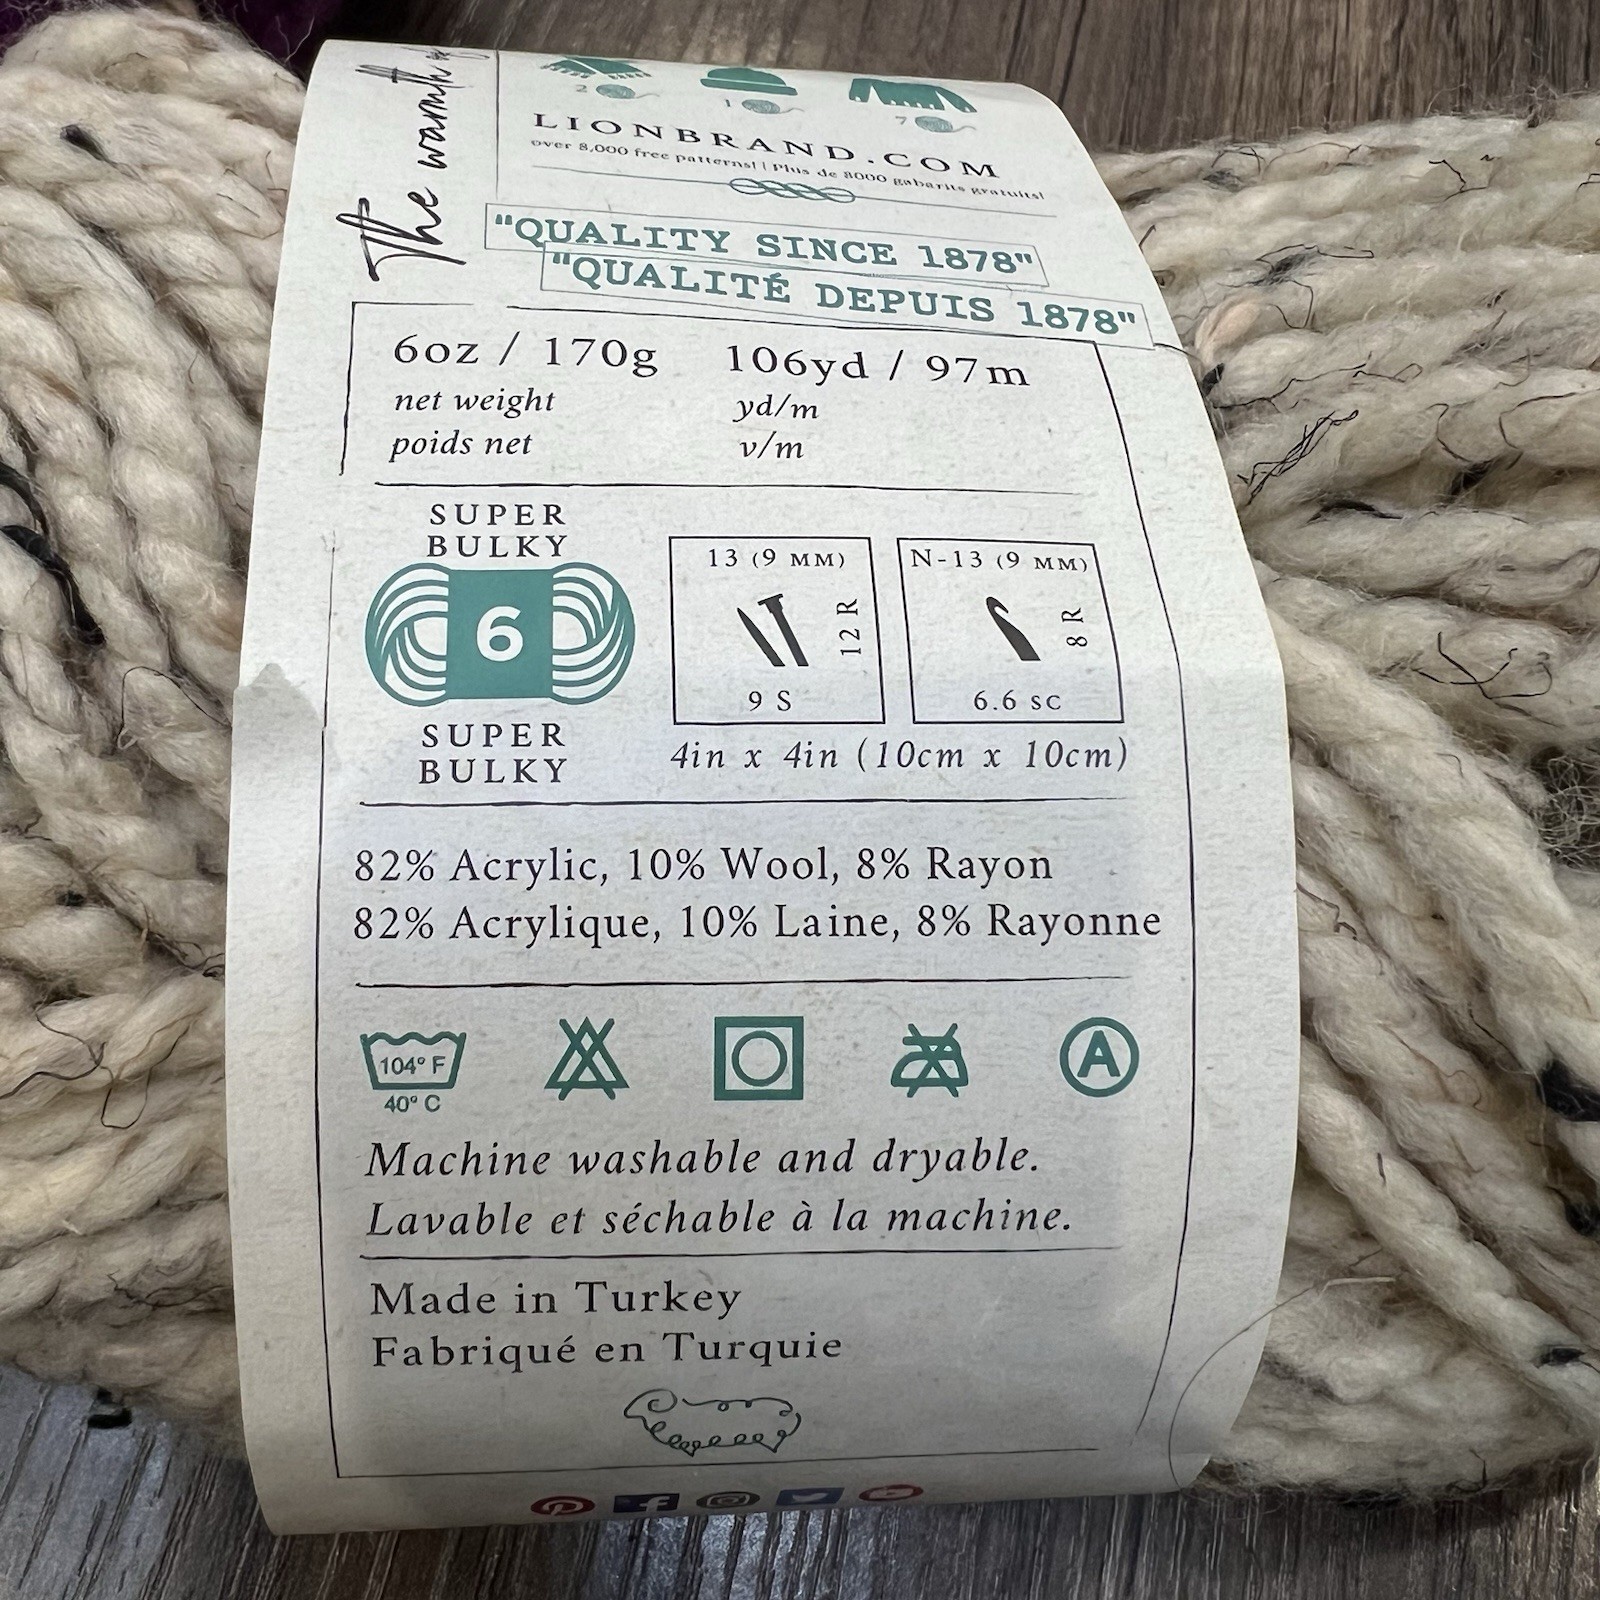 The warmth
2 1 7
LIONBRAND.COM
over 8,000 free patterns! | Plus de 8000 gabarits gratuits!
"QUALITY SINCE 1878"
"QUALITÉ DEPUIS 1878"
6oz / 170g 106yd / 97m
net weight yd/m
poids net v/m
SUPER
BULKY
6
SUPER
BULKY
13 (9 MM)
12 R
9 S
N-13 (9 MM)
8 R
6.6 SC
4in x 4in (10cm x 10cm)
82% Acrylic, 10% Wool, 8% Rayon
82% Acrylique, 10% Laine, 8% Rayonne
104° F
40° C
A
Machine washable and dryable.
Lavable et séchable à la machine.
Made in Turkey
Fabriqué en Turquie